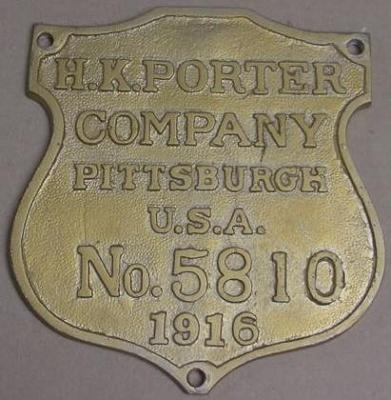 H.K.PORTER
COMPANY
PITTSBURGH
U.S.A.
No. 5810
1916